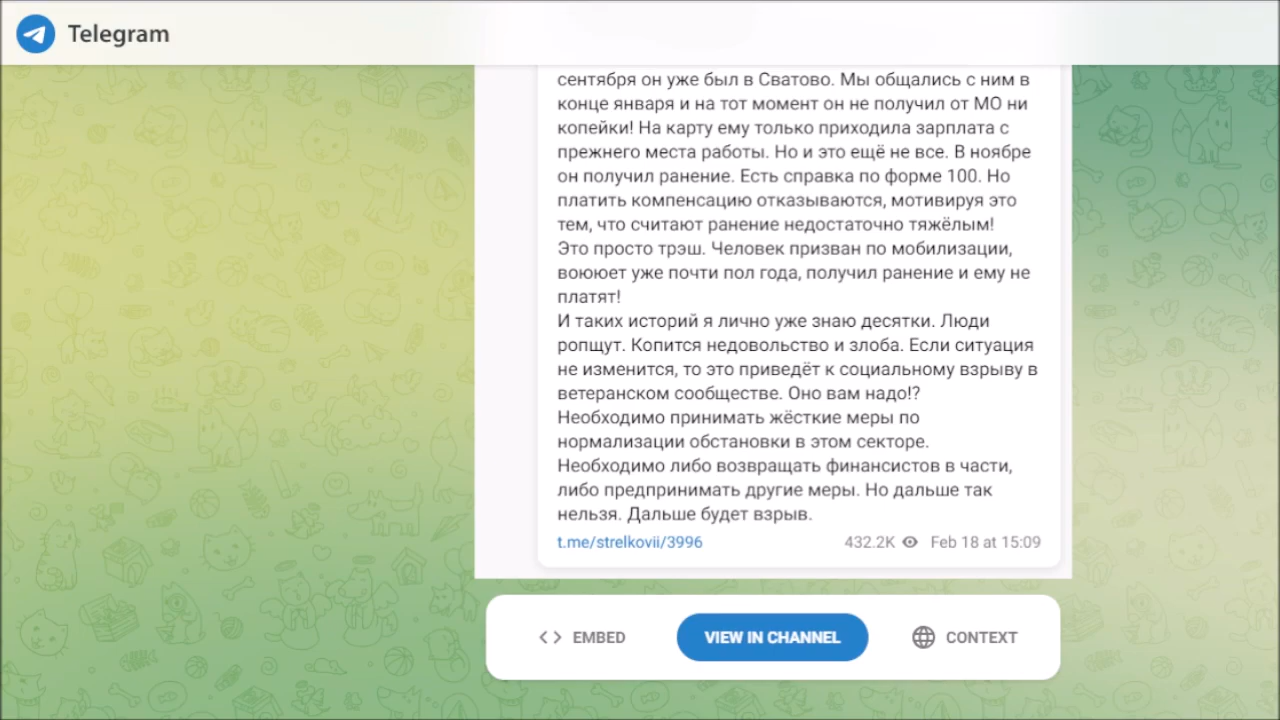 Telegram
сентября он уже был в Сватово. Мы общались с ним в
конце января и на тот момент он не получил от МО ни
копейки! На карту ему только приходила зарплата с
прежнего места работы. Но и это ещё не все. В ноябре
он получил ранение. Есть справка по форме 100. Но
платить компенсацию отказываются, мотивируя это
тем, что считают ранение недостаточно тяжёлым!
Это просто трэш. Человек призван по мобилизации,
воююет уже почти пол года, получил ранение и ему не
платят!
И таких историй я лично уже знаю десятки. Люди
ропщут. Копится недовольство и злоба. Если ситуация
не изменится, то это приведёт к социальному взрыву в
ветеранском сообществе. Оно вам надо!?
Необходимо принимать жёсткие меры по
нормализации обстановки в этом секторе.
Необходимо либо возвращать финансистов в части,
либо предпринимать другие меры. Но дальше так
нельзя. Дальше будет взрыв.
t.me/strelkovii/3996 432.2K Feb 18 at 15:09
EMBED VIEW IN CHANNEL CONTEXT